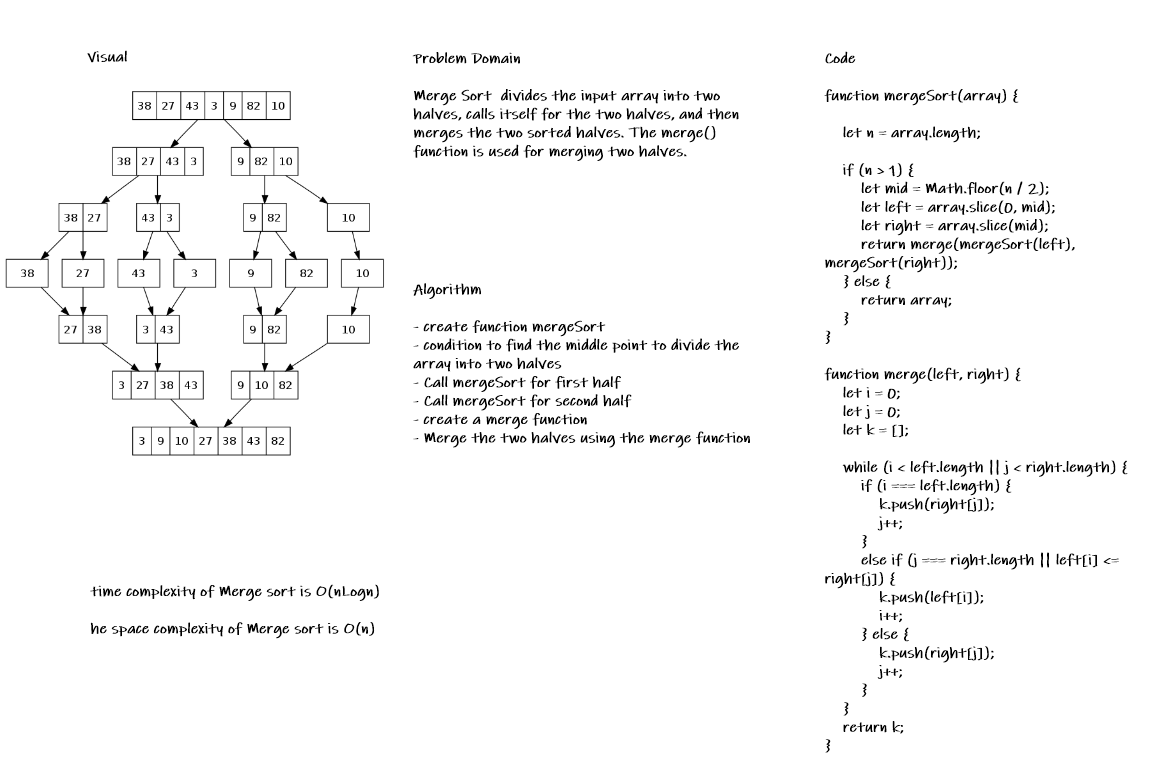 Visual
38 27 43 3 9 82 10
38 27 43 3
9 82 10
38 27
43 3
9 82
10
38
27
43
3
9
82
10
27 38
3 43
9 82
10
3 27 38 43
9 10 82
3 9 10 27 38 43 82
time complexity of Merge sort is O(nLogn)
he space complexity of Merge sort is O(n)
Problem Domain
Merge Sort divides the input array into two
halves, calls itself for the two halves, and then
merges the two sorted halves. The merge()
function is used for merging two halves.
Algorithm
- create function mergeSort
- condition to find the middle point to divide the
array into two halves
- Call mergeSort for first half
- Call mergeSort for second half
- create a merge function
- Merge the two halves using the merge function
Code
function mergeSort(array) {
let n = array.length;
if (n > 1) {
let mid = Math.floor(n / 2);
let left = array.slice(0, mid);
let right = array.slice(mid);
return merge(mergeSort(left),
mergeSort(right));
} else {
return array;
}
}
function merge(left, right) {
let i = 0;
let j = 0;
let k = [];
while (i < left.length || j < right.length) {
if (i === left.length) {
k.push(right[j]);
j++;
}
else if (j === right.length || left[i] <=
right[j]) {
k.push(left[i]);
i++;
} else {
k.push(right[j]);
j++;
}
}
return k;
}